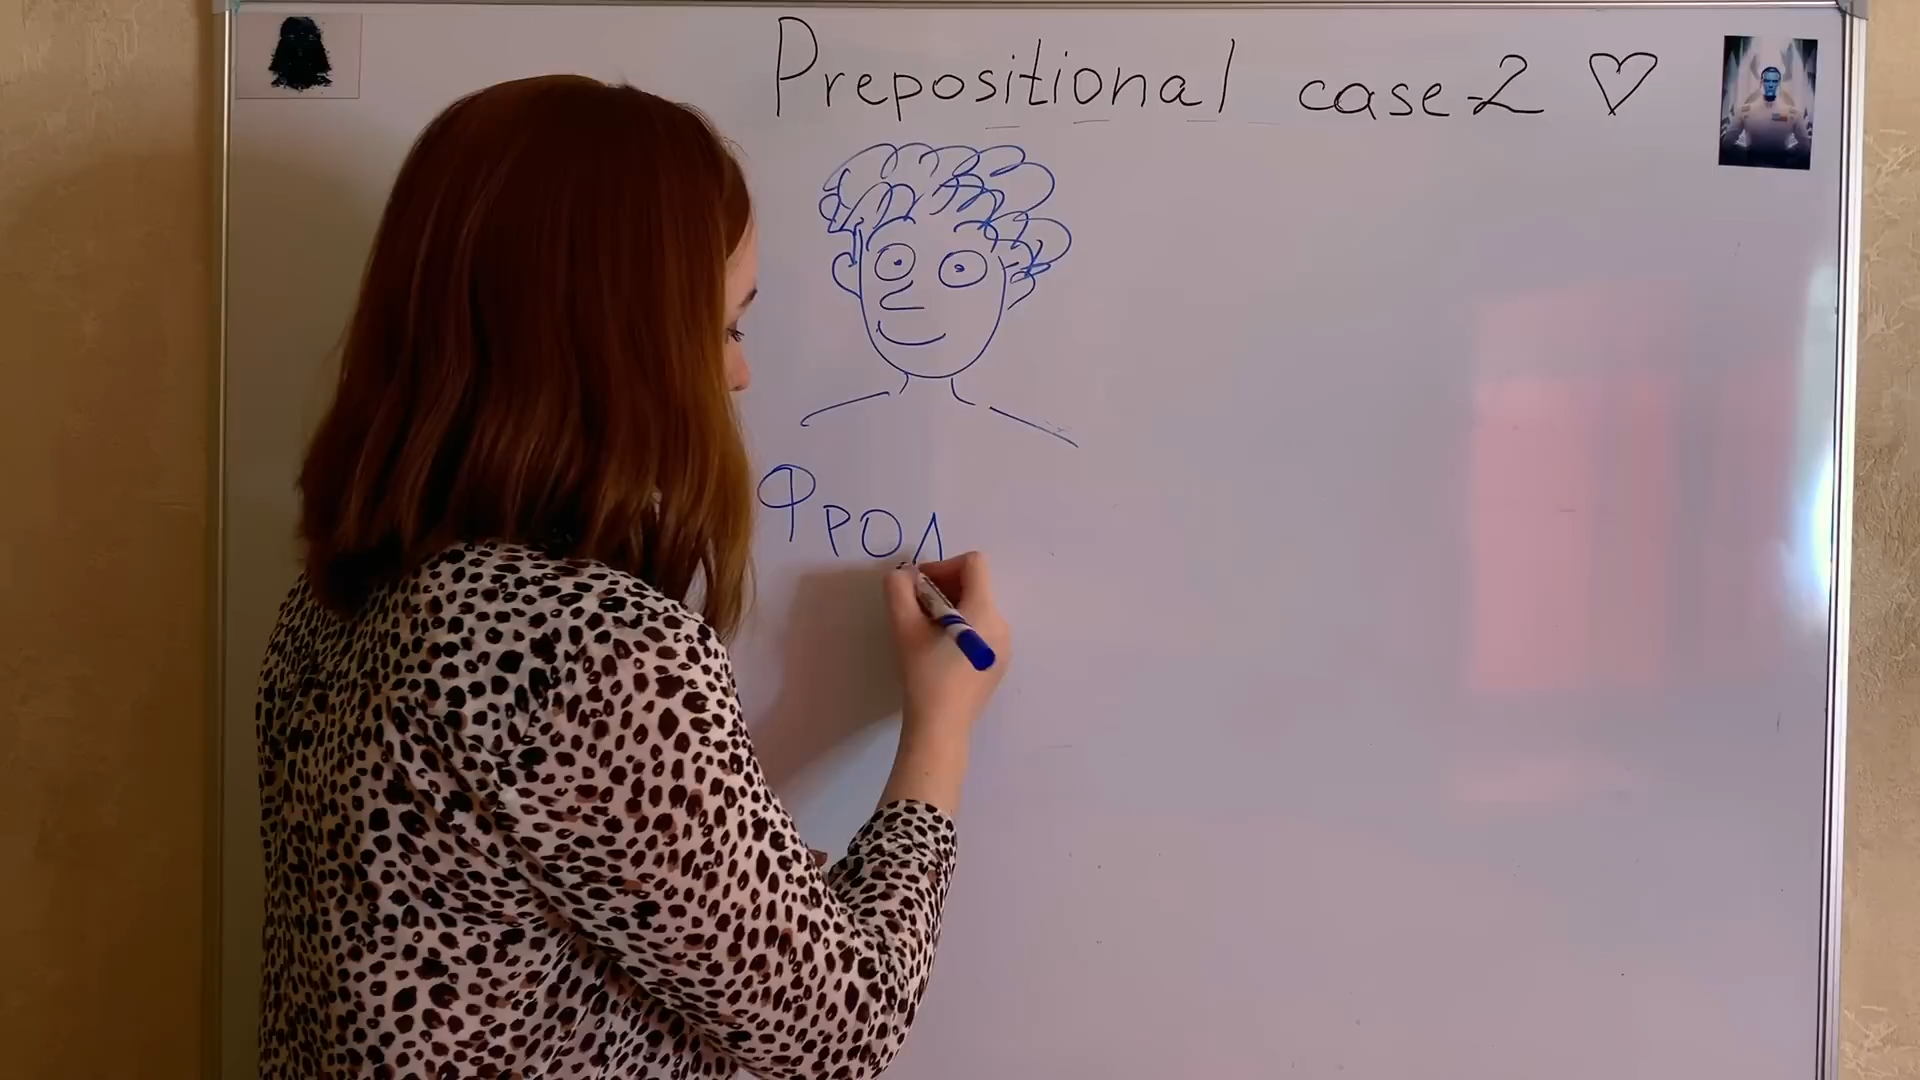 Prepositional case-2 ♡
Фрод